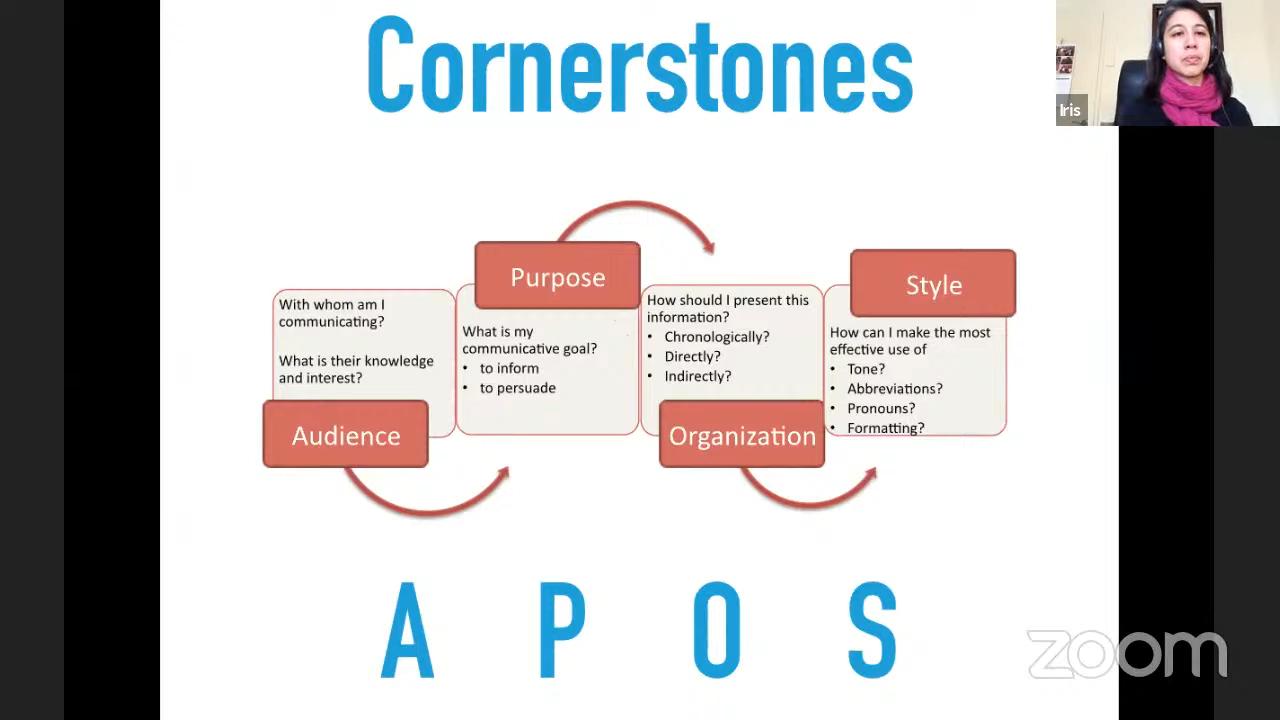 Cornerstones
Iris
With whom am I
communicating?
What is their knowledge
and interest?
Audience
Purpose
What is my
communicative goal?
• to inform
• to persuade
How should I present this
information?
• Chronologically?
• Directly?
• Indirectly?
Organization
Style
How can I make the most
effective use of
• Tone?
• Abbreviations?
• Pronouns?
• Formatting?
A P O S
zoom